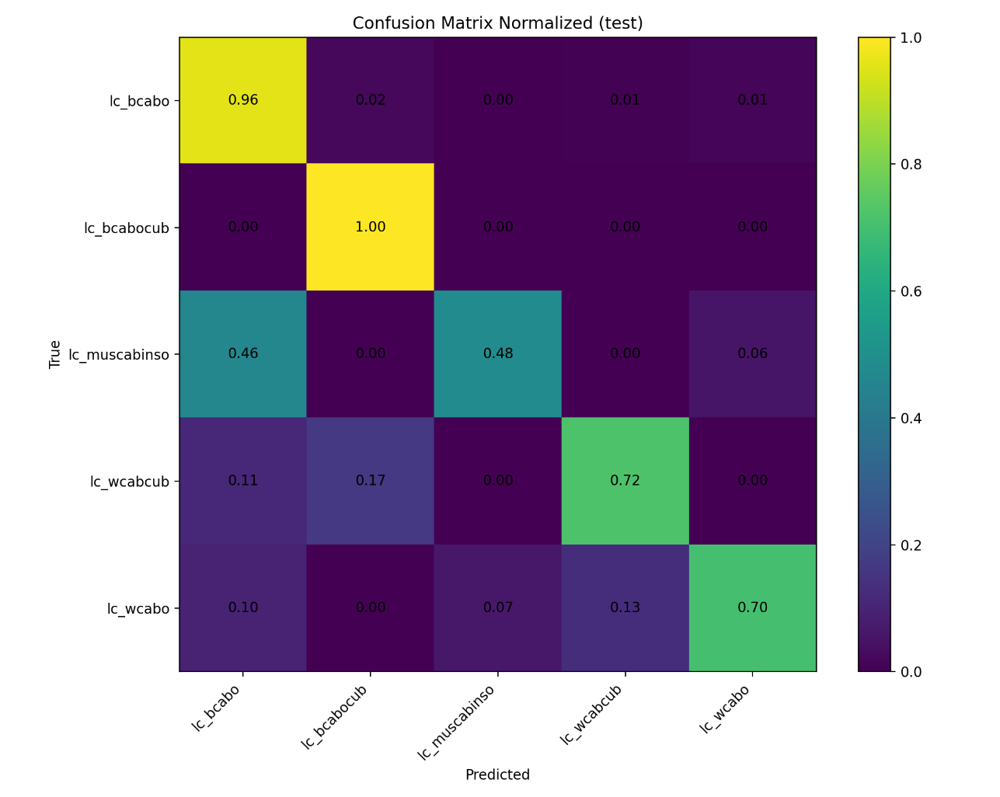 Confusion Matrix Normalized (test)
True
lc_bcabo 0.96 0.02 0.00 0.01 0.01
lc_bcabocub 0.00 1.00 0.00 0.00 0.00
lc_muscabinso 0.46 0.00 0.48 0.00 0.06
lc_wcabcub 0.11 0.17 0.00 0.72 0.00
lc_wcabo 0.10 0.00 0.07 0.13 0.70
lc_bcabo lc_bcabocub lc_muscabinso lc_wcabcub lc_wcabo
Predicted
1.0
0.8
0.6
0.4
0.2
0.0